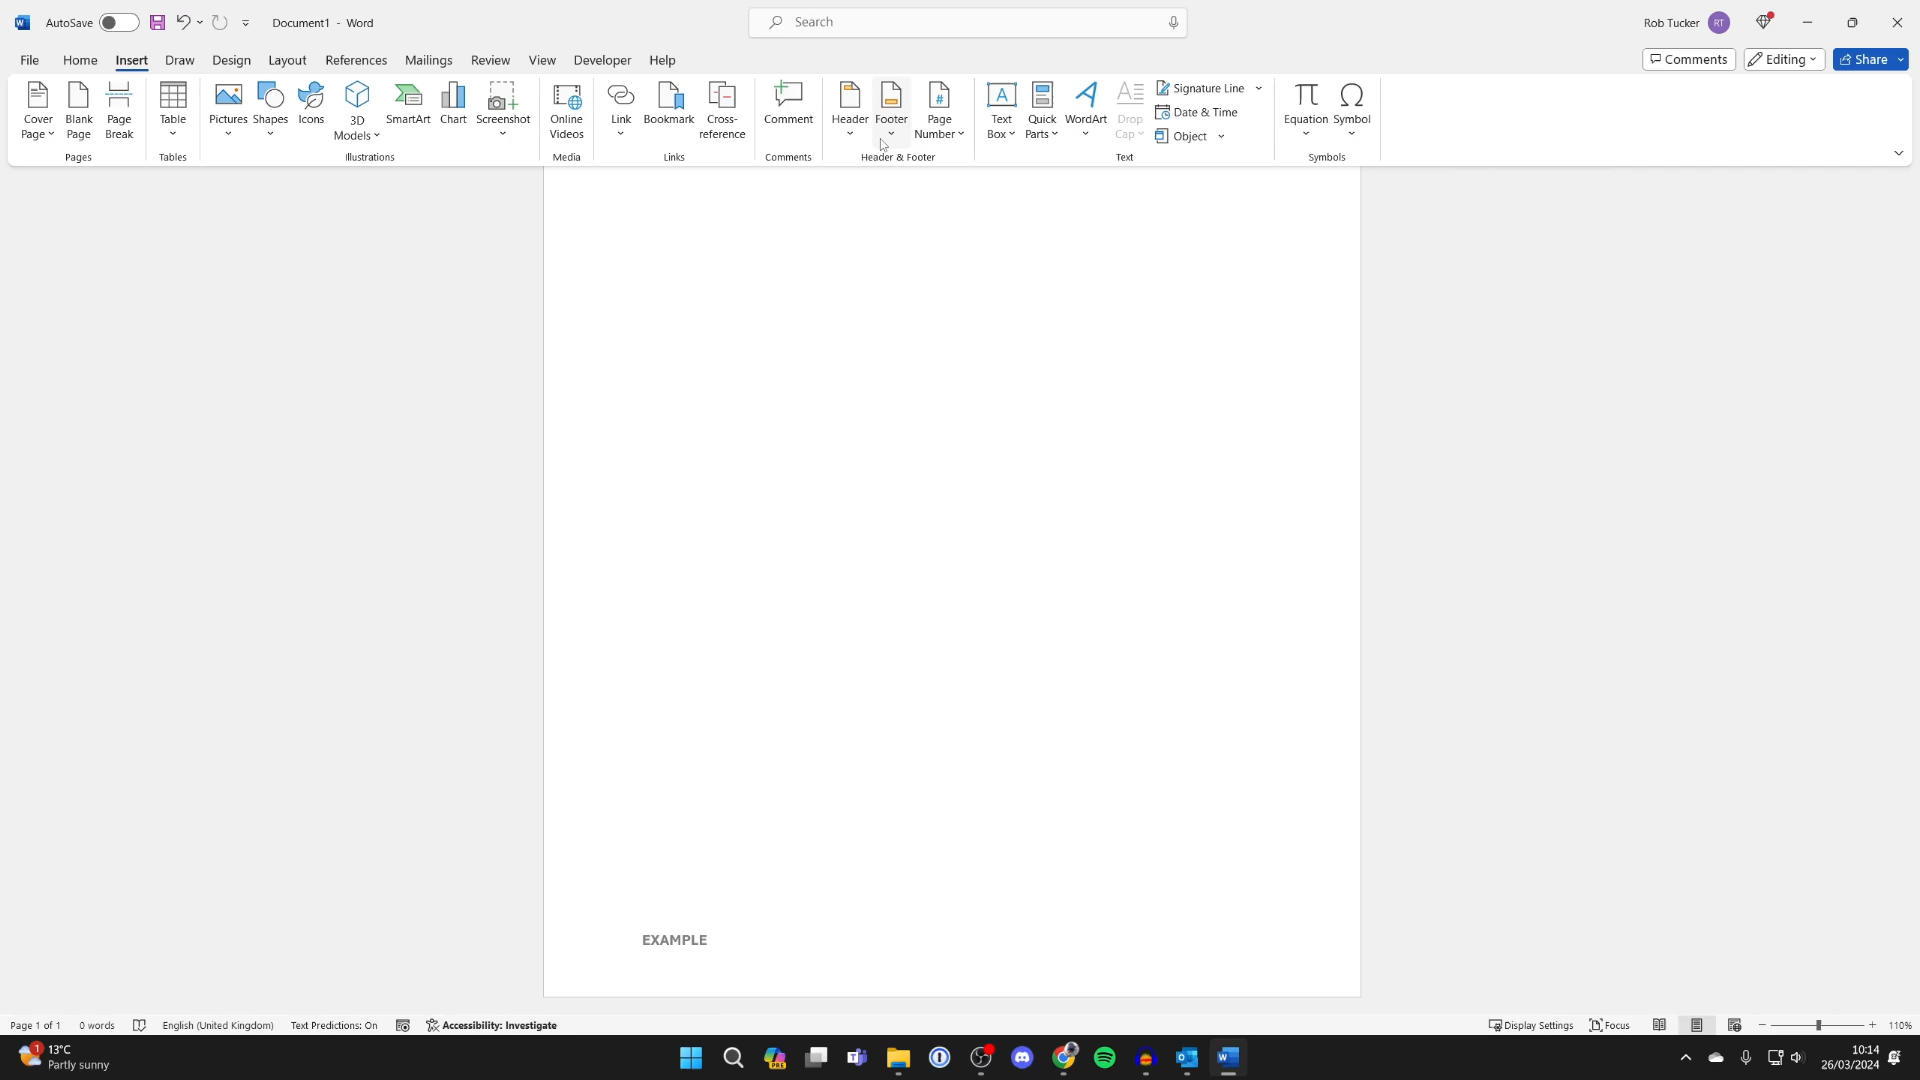 AutoSave Document1 - Word Search Rob Tucker RT
File Home Insert Draw Design Layout References Mailings Review View Developer Help Comments Editing Share
Cover Page
Blank Page
Page Break
Pages
Table
Tables
Pictures
Shapes
Icons
3D Models
SmartArt
Chart
Screenshot
Illustrations
Online Videos
Media
Link
Bookmark
Cross-reference
Links
Comment
Comments
Header
Footer
Page Number
Header & Footer
Text Box
Quick Parts
WordArt
Drop Cap
Signature Line
Date & Time
Object
Text
Equation
Symbol
Symbols
EXAMPLE
Page 1 of 1 0 words English (United Kingdom) Text Predictions: On Accessibility: Investigate Display Settings Focus 110%
1 13°C
Partly sunny
PRE
10:14
26/03/2024